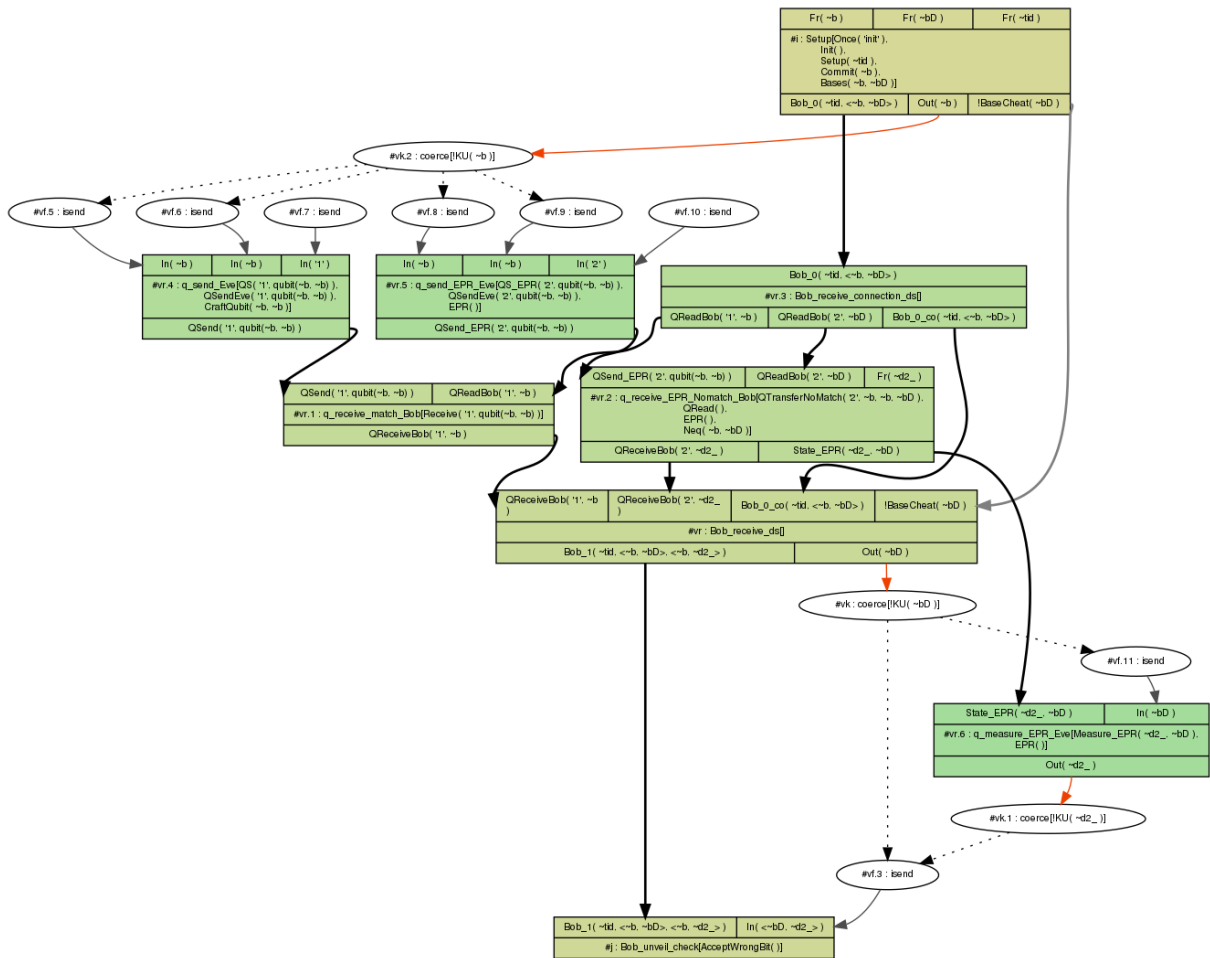 Fr( ~b ) Fr( ~bD ) Fr( ~tid )
#i : Setup[Once( 'init' ),
Init( ),
Setup( ~tid ),
Commit( ~b ),
Bases( ~b, ~bD )]
Bob_0( ~tid, <~b, ~bD> ) Out( ~b ) !BaseCheat( ~bD )
#vk.2 : coerce[!KU( ~b )]
#vf.5 : isend #vf.6 : isend #vf.7 : isend #vf.8 : isend #vf.9 : isend #vf.10 : isend
In( ~b ) In( ~b ) In( '1' )
#vr.4 : q_send_Eve[QS( '1', qubit(~b, ~b) ),
QSendEve( '1', qubit(~b, ~b) ),
CraftQubit( ~b, ~b )]
QSend( '1', qubit(~b, ~b) )
In( ~b ) In( ~b ) In( '2' )
#vr.5 : q_send_EPR_Eve[QS_EPR( '2', qubit(~b, ~b) ),
QSendEve( '2', qubit(~b, ~b) ),
EPR( )]
QSend_EPR( '2', qubit(~b, ~b) )
Bob_0( ~tid, <~b, ~bD> )
#vr.3 : Bob_receive_connection_ds[]
QReadBob( '1', ~b ) QReadBob( '2', ~bD ) Bob_0_co( ~tid, <~b, ~bD> )
QSend( '1', qubit(~b, ~b) ) QReadBob( '1', ~b )
#vr.1 : q_receive_match_Bob[Receive( '1', qubit(~b, ~b) )]
QReceiveBob( '1', ~b )
QSend_EPR( '2', qubit(~b, ~b) ) QReadBob( '2', ~bD ) Fr( ~d2_ )
#vr.2 : q_receive_EPR_Nomatch_Bob[QTransferNoMatch( '2', ~b, ~b, ~bD ),
QRead( ),
EPR( ),
Neq( ~b, ~bD )]
QReceiveBob( '2', ~d2_ ) State_EPR( ~d2_, ~bD )
QReceiveBob( '1', ~b
) QReceiveBob( '2', ~d2_
) Bob_0_co( ~tid, <~b, ~bD> ) !BaseCheat( ~bD )
#vr : Bob_receive_ds[]
Bob_1( ~tid, <~b, ~bD>, <~b, ~d2_> ) Out( ~bD )
#vk : coerce[!KU( ~bD )]
#vf.11 : isend
State_EPR( ~d2_, ~bD ) In( ~bD )
#vr.6 : q_measure_EPR_Eve[Measure_EPR( ~d2_, ~bD ),
EPR( )]
Out( ~d2_ )
#vk.1 : coerce[!KU( ~d2_ )]
#vf.3 : isend
Bob_1( ~tid, <~b, ~bD>, <~b, ~d2_> ) In( <~bD, ~d2_> )
#j : Bob_unveil_check[AcceptWrongBit( )]